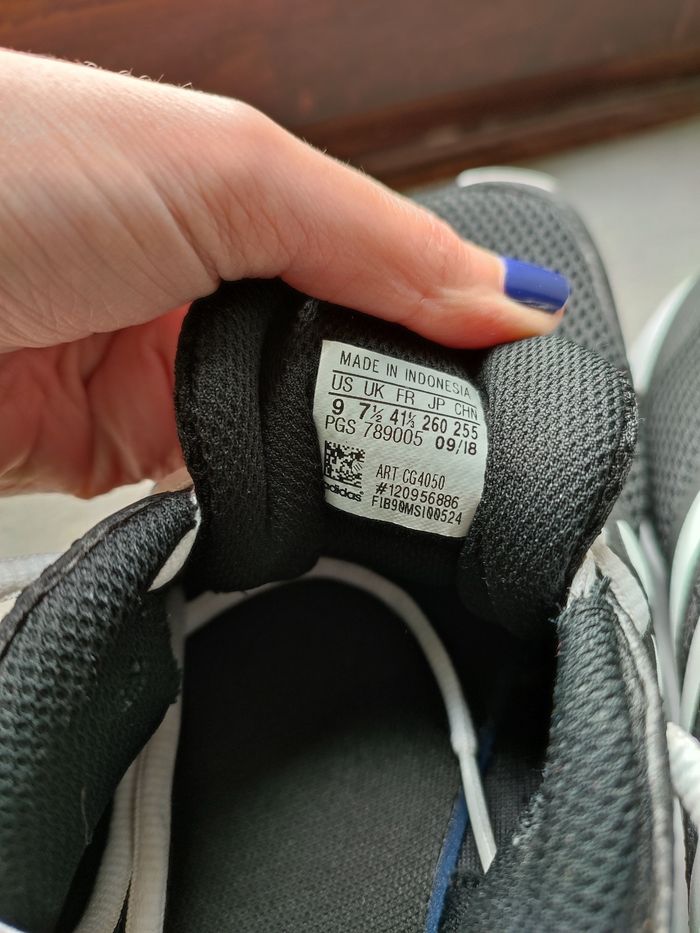 MADE IN INDONESIA
US UK FR JP CHN
9 7½ 41⅓ 260 255
PGS 789005 09/18
ART CG4050
#120956886
adidas FIB90MSI00524